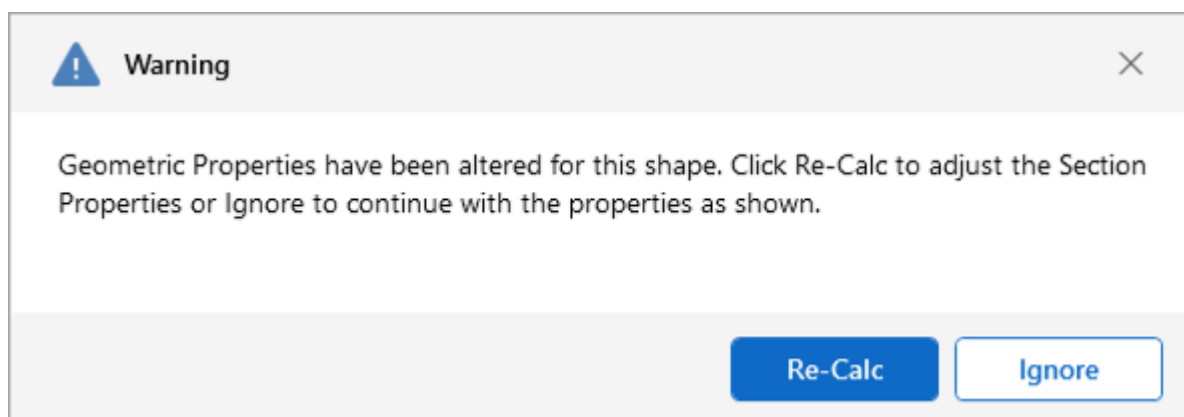 Warning
Geometric Properties have been altered for this shape. Click Re-Calc to adjust the Section
Properties or Ignore to continue with the properties as shown.
Re-Calc
Ignore